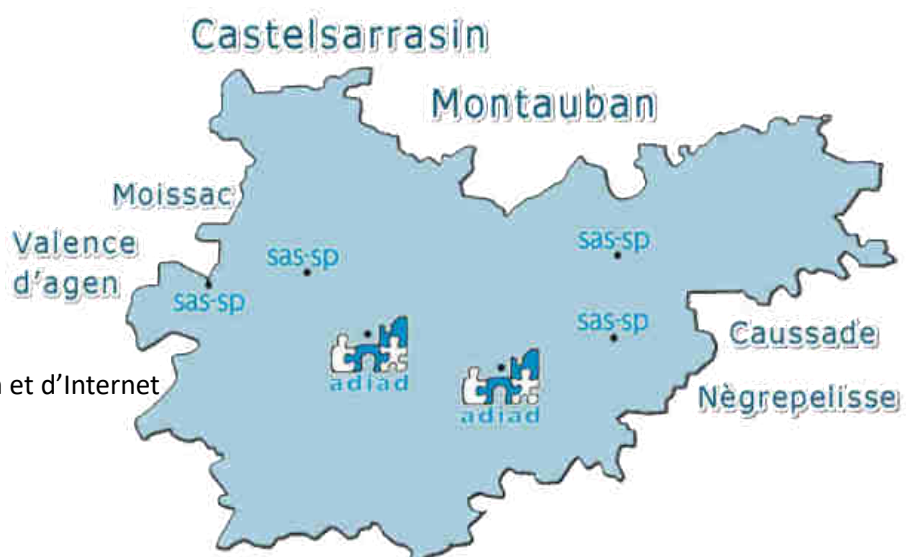 Castelsarrasin
Montauban
Moissac
Valence
d'agen
sas-sp
sas-sp
sas-sp
sas-sp
Caussade
n et d'Internet
adiad
adiad
Nègrepelisse